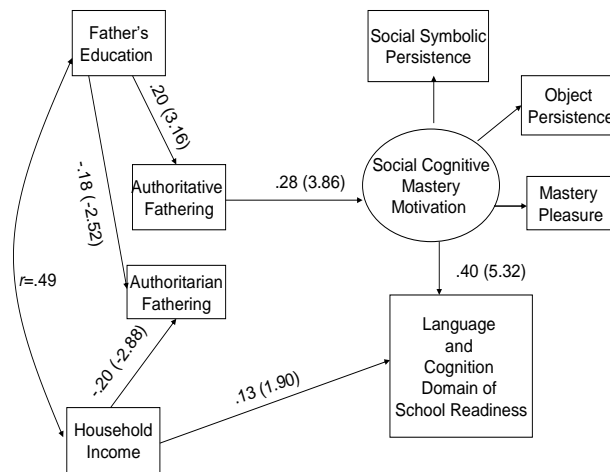 Father's
Education
Social Symbolic
Persistence
Object
Persistence
.20 (3.16)
-.18 (-2.52)
Authoritative
Fathering
.28 (3.86)
Social Cognitive
Mastery
Motivation
Mastery
Pleasure
r=.49
Authoritarian
Fathering
.40 (5.32)
-.20 (-2.88)
.13 (1.90)
Language
and
Cognition
Domain of
School Readiness
Household
Income